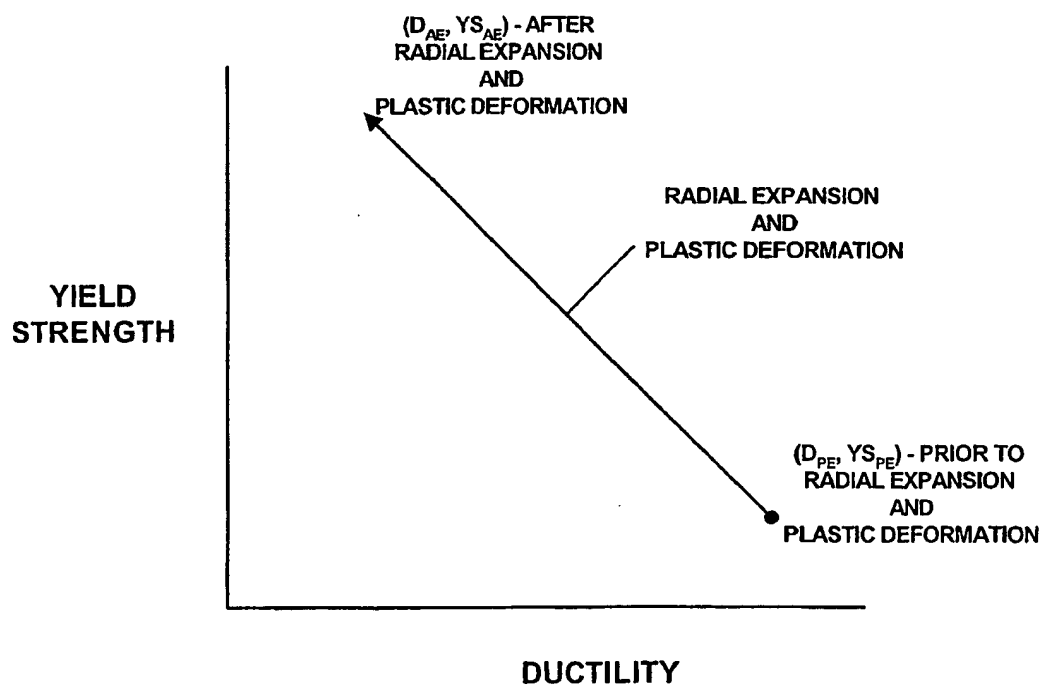 (D_AE, YS_AE) - AFTER
RADIAL EXPANSION
AND
PLASTIC DEFORMATION
RADIAL EXPANSION
AND
PLASTIC DEFORMATION
YIELD
STRENGTH
(D_PE, YS_PE) - PRIOR TO
RADIAL EXPANSION
AND
PLASTIC DEFORMATION
DUCTILITY